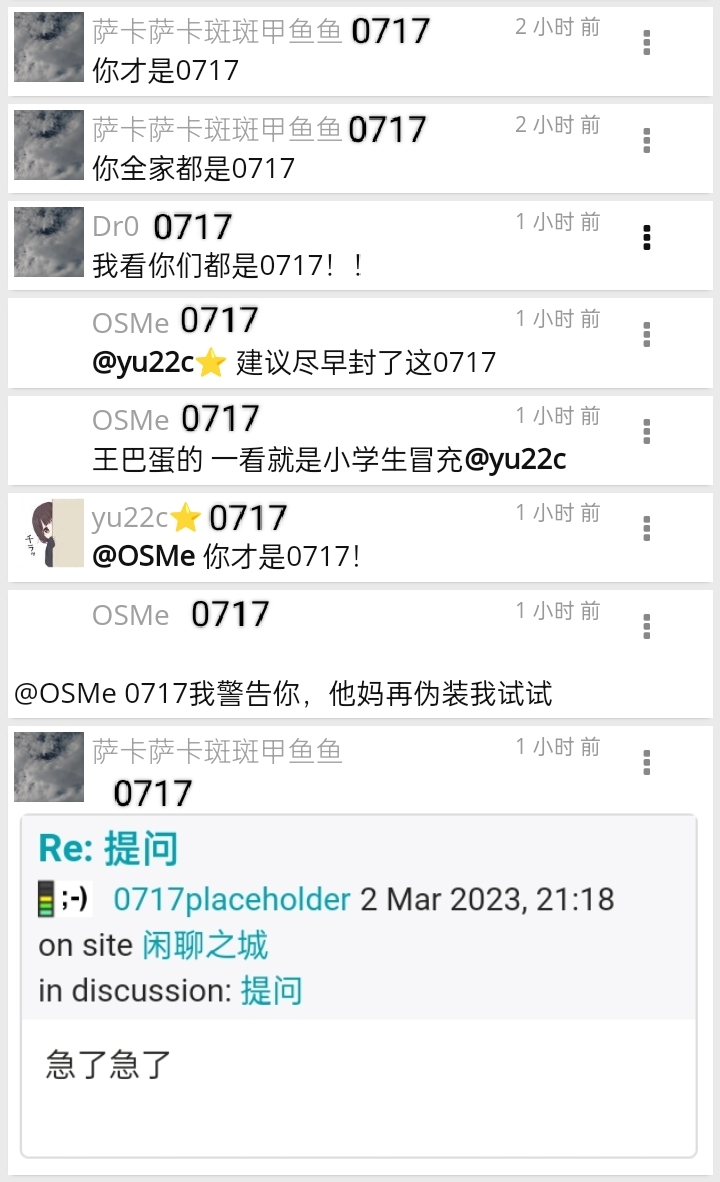 萨卡萨卡斑斑甲鱼鱼 0717 2 小时 前
你才是0717
萨卡萨卡斑斑甲鱼鱼 0717 2 小时 前
你全家都是0717
Dr0 0717 1 小时 前
我看你们都是0717！！
OSMe 0717 1 小时 前
@yu22c⭐ 建议尽早封了这0717
OSMe 0717 1 小时 前
王巴蛋的 一看就是小学生冒充@yu22c
yu22c⭐ 0717 1 小时 前
@OSMe 你才是0717！
OSMe 0717 1 小时 前
@OSMe 0717我警告你，他妈再伪装我试试
萨卡萨卡斑斑甲鱼鱼 1 小时 前
0717
Re: 提问
;-) 0717placeholder 2 Mar 2023, 21:18
on site 闲聊之城
in discussion: 提问
急了急了